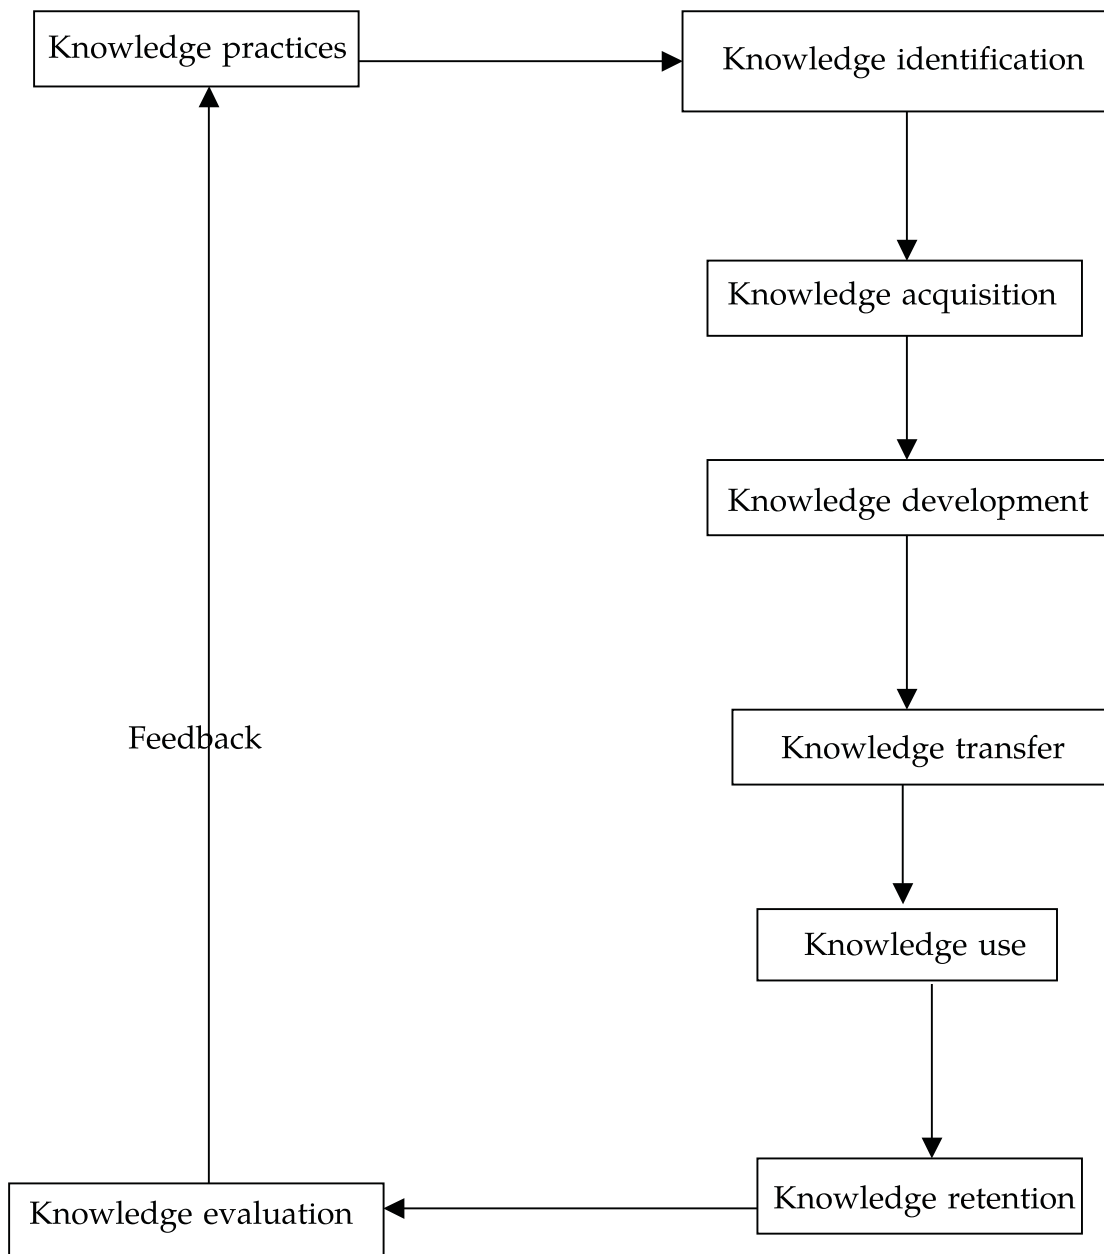 Knowledge practices
Knowledge identification
Knowledge acquisition
Knowledge development
Feedback
Knowledge transfer
Knowledge use
Knowledge retention
Knowledge evaluation